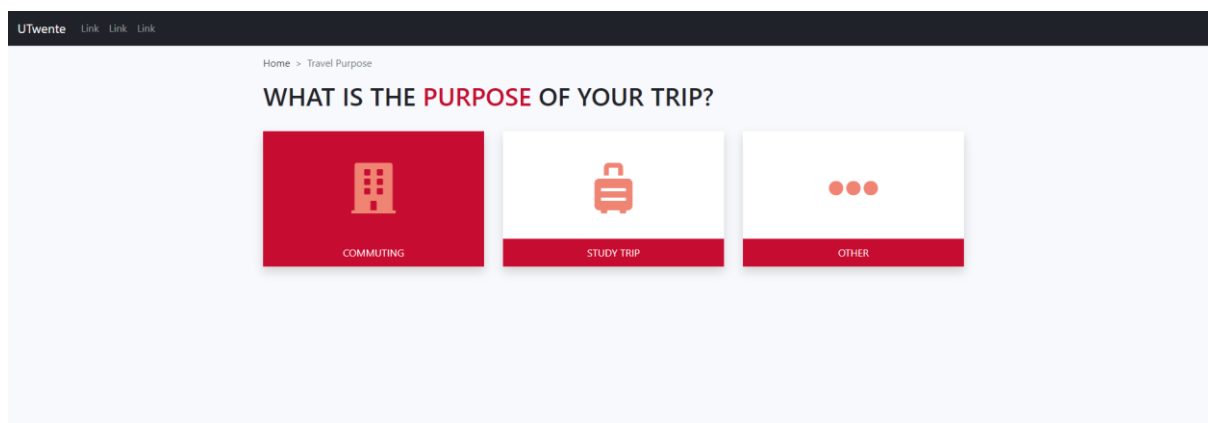 UTwente Link Link Link
Home > Travel Purpose
WHAT IS THE PURPOSE OF YOUR TRIP?
COMMUTING
STUDY TRIP
OTHER